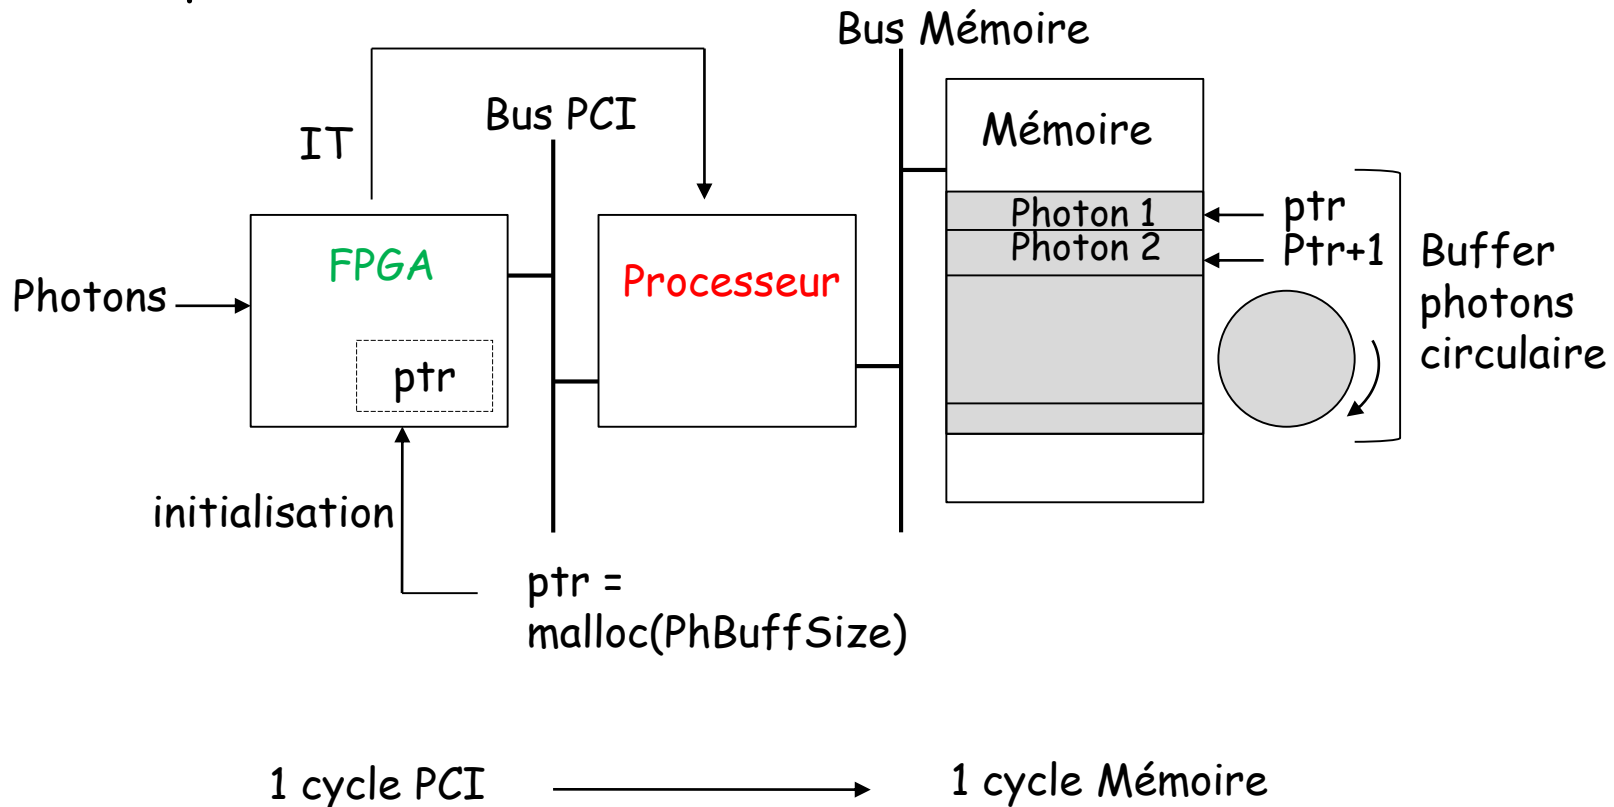 Bus Mémoire
IT
Bus PCI
Mémoire
Photon 1
ptr
Photon 2
Ptr+1
Buffer
photons
circulaire
FPGA
Processeur
Photons
ptr
initialisation
ptr =
malloc(PhBuffSize)
1 cycle PCI
1 cycle Mémoire